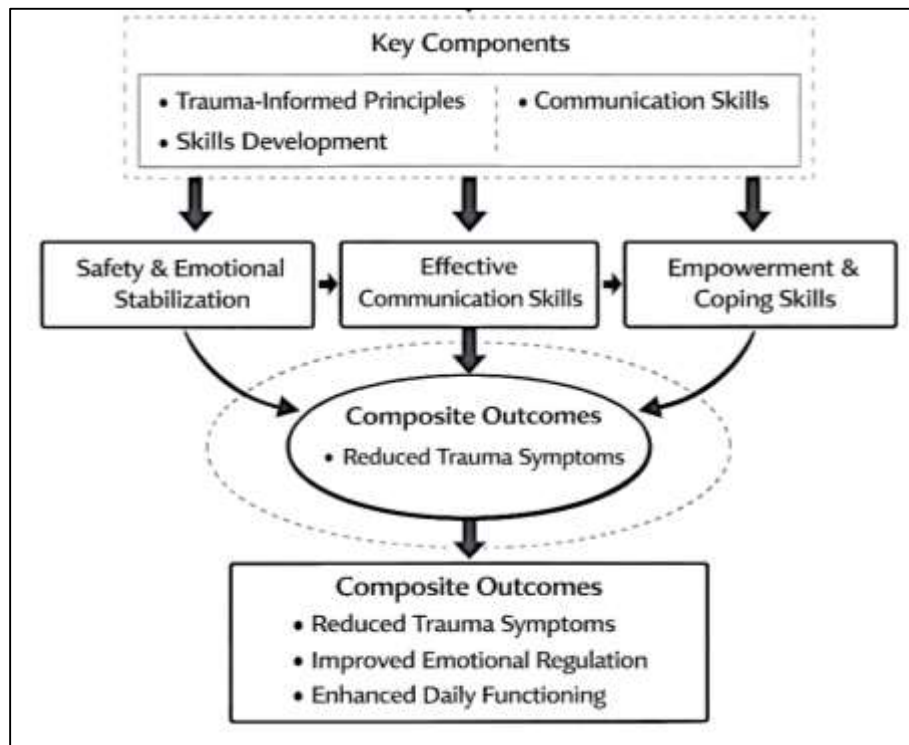 Key Components
• Trauma-Informed Principles
• Skills Development
• Communication Skills
Safety & Emotional
Stabilization
Effective
Communication Skills
Empowerment &
Coping Skills
Composite Outcomes
• Reduced Trauma Symptoms
Composite Outcomes
• Reduced Trauma Symptoms
• Improved Emotional Regulation
• Enhanced Daily Functioning